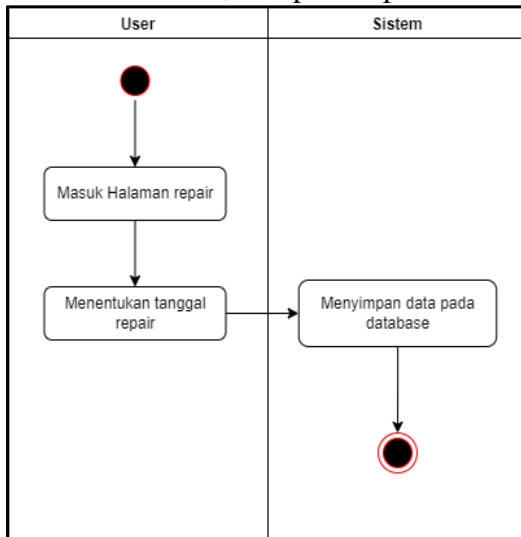 User
Sistem
Masuk Halaman repair
Menentukan tanggal
repair
Menyimpan data pada
database